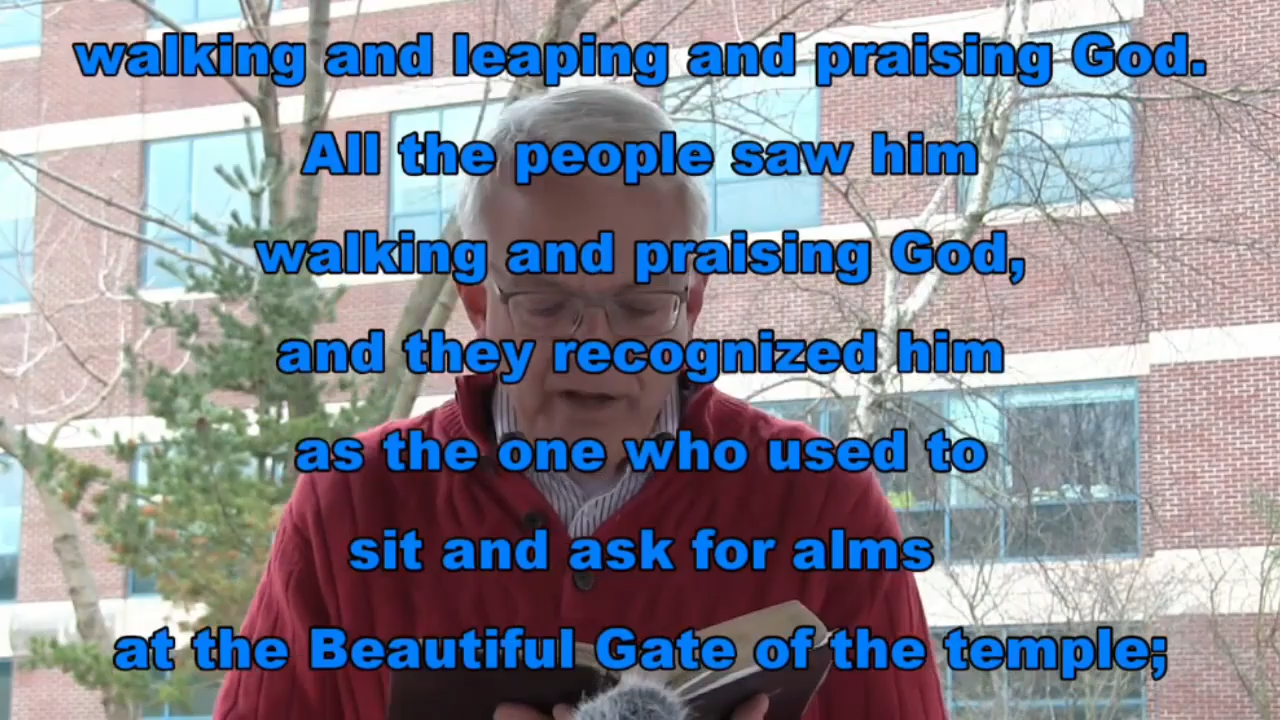 walking and leaping and praising God.
All the people saw him
walking and praising God,
and they recognized him
as the one who used to
sit and ask for alms
at the Beautiful Gate of the temple;